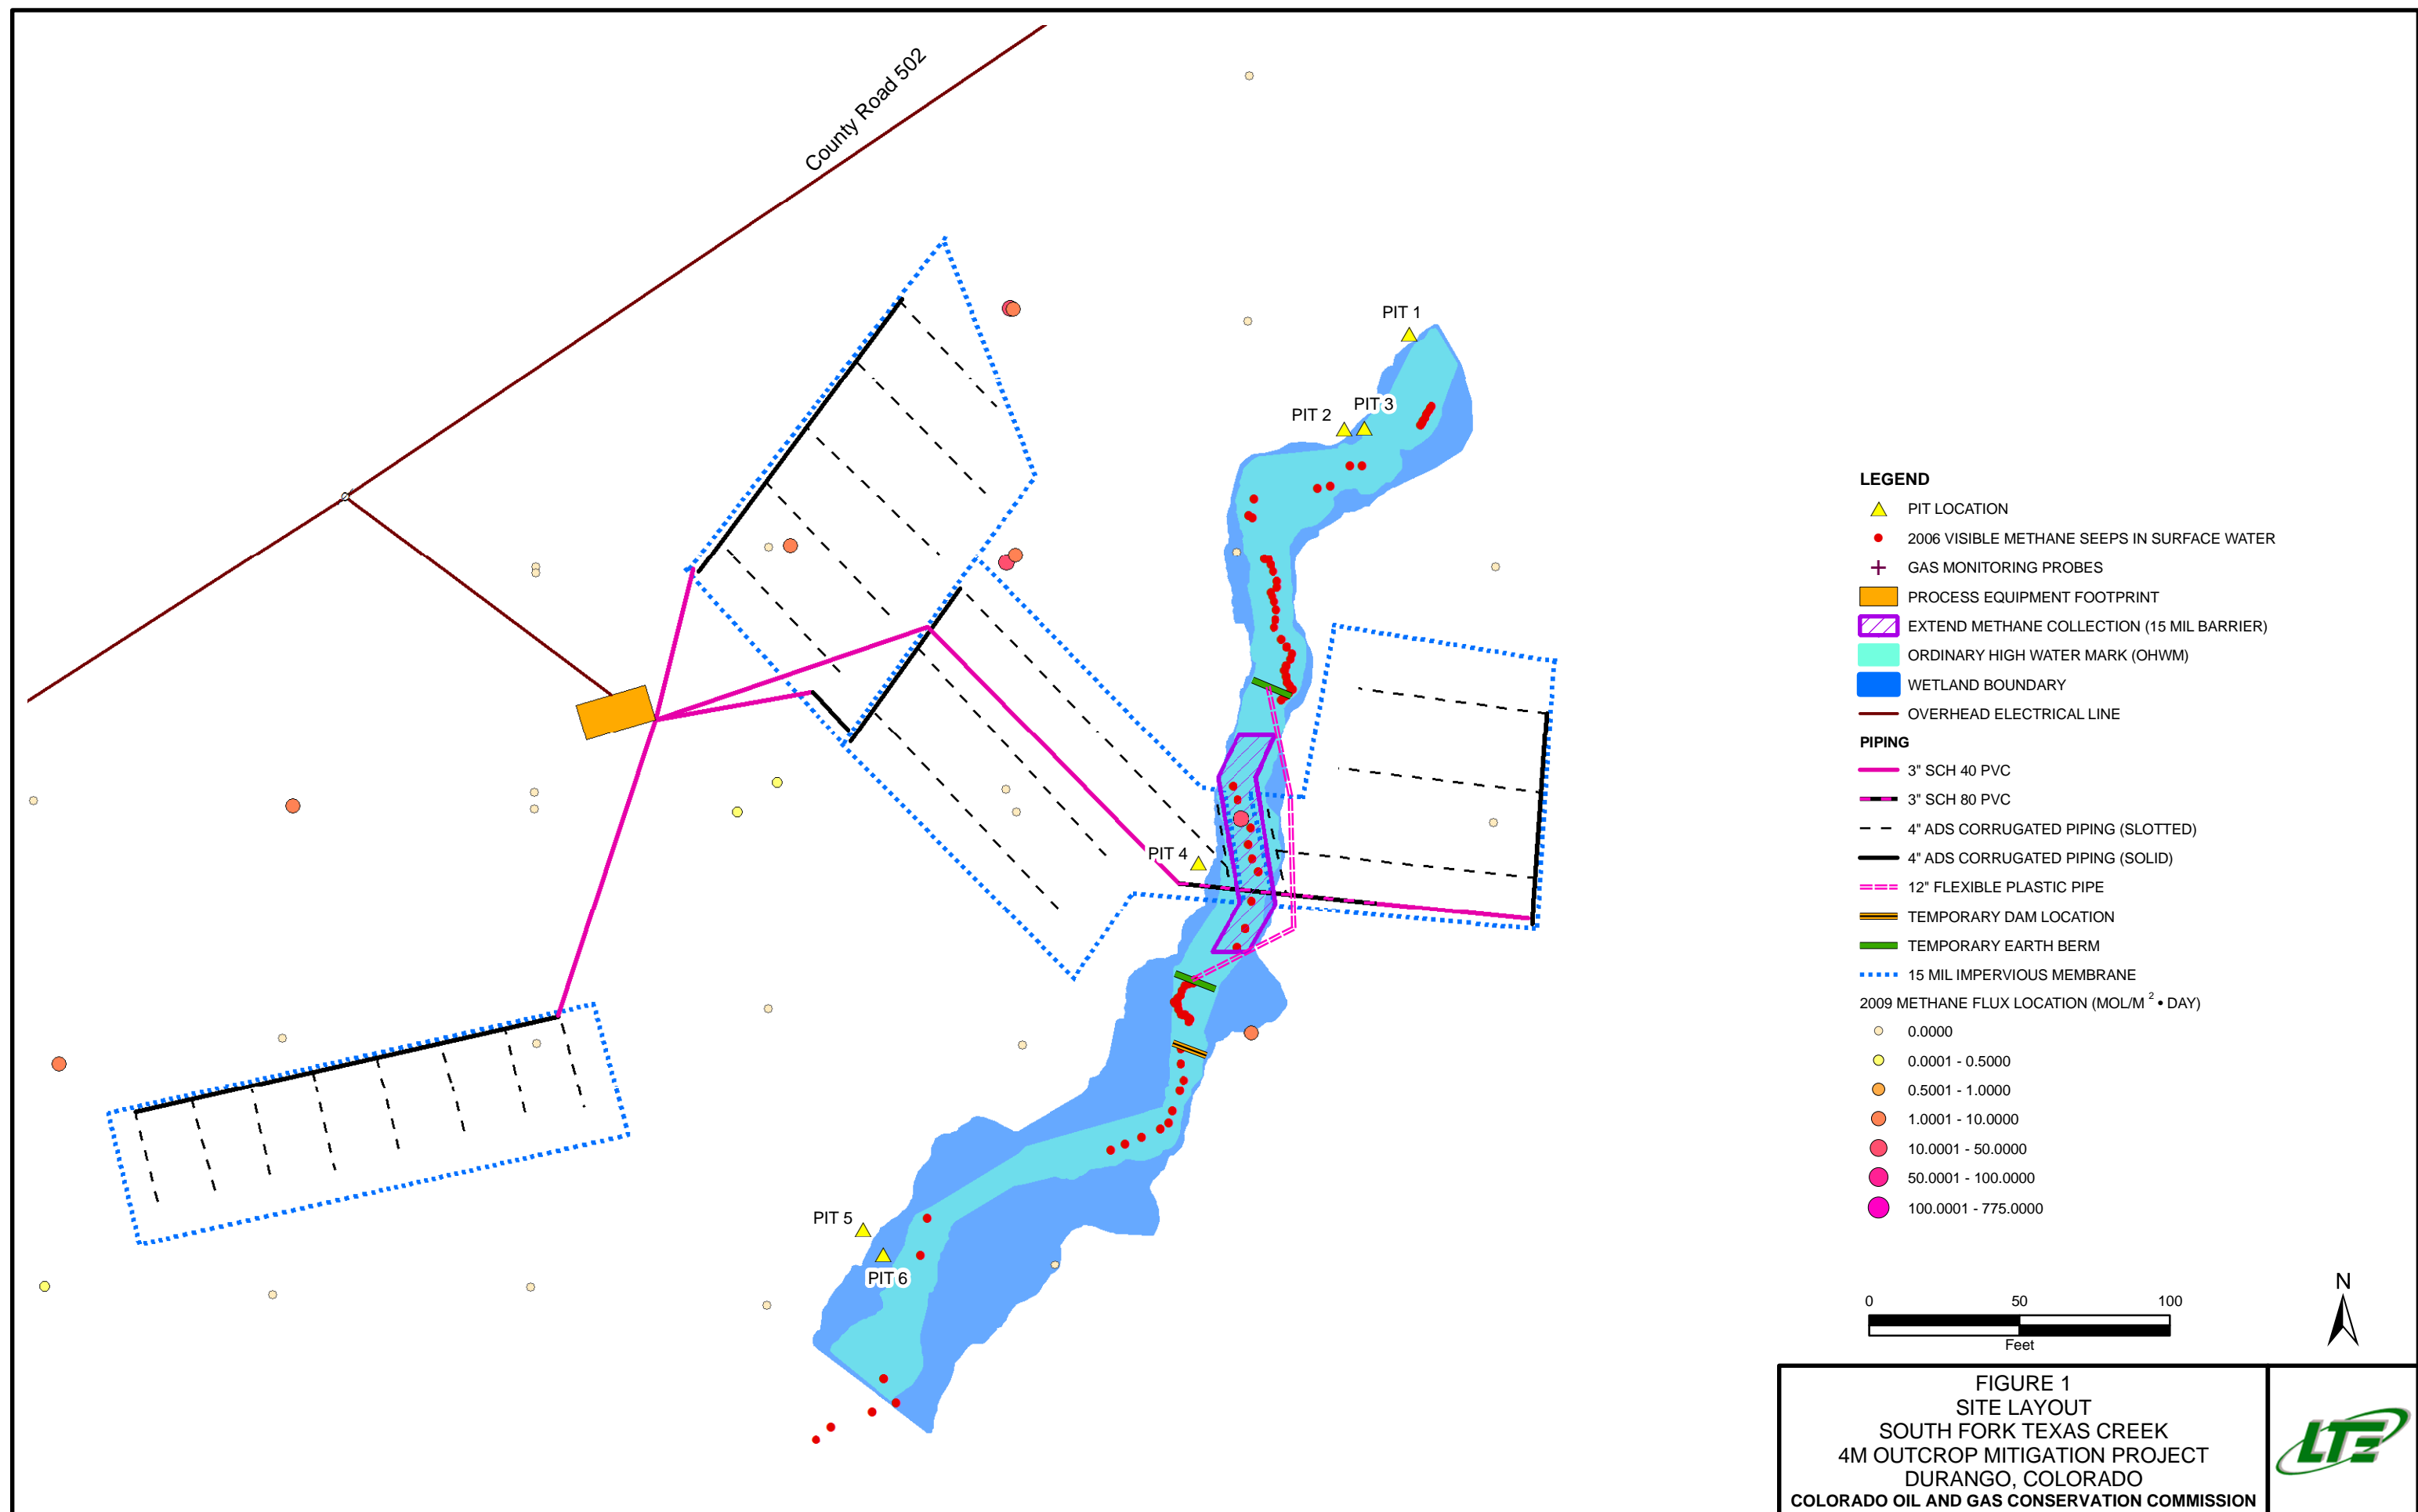 County Road 502
PIT 1
PIT 2
PIT 3
PIT 4
PIT 5
PIT 6
LEGEND
PIT LOCATION
2006 VISIBLE METHANE SEEPS IN SURFACE WATER
GAS MONITORING PROBES
PROCESS EQUIPMENT FOOTPRINT
EXTEND METHANE COLLECTION (15 MIL BARRIER)
ORDINARY HIGH WATER MARK (OHWM)
WETLAND BOUNDARY
OVERHEAD ELECTRICAL LINE
PIPING
3" SCH 40 PVC
3" SCH 80 PVC
4" ADS CORRUGATED PIPING (SLOTTED)
4" ADS CORRUGATED PIPING (SOLID)
12" FLEXIBLE PLASTIC PIPE
TEMPORARY DAM LOCATION
TEMPORARY EARTH BERM
15 MIL IMPERVIOUS MEMBRANE
2009 METHANE FLUX LOCATION (MOL/M 2 • DAY)
0.0000
0.0001 - 0.5000
0.5001 - 1.0000
1.0001 - 10.0000
10.0001 - 50.0000
50.0001 - 100.0000
100.0001 - 775.0000
N
0 50 100
Feet
FIGURE 1
SITE LAYOUT
SOUTH FORK TEXAS CREEK
4M OUTCROP MITIGATION PROJECT
DURANGO, COLORADO
COLORADO OIL AND GAS CONSERVATION COMMISSION
LTE